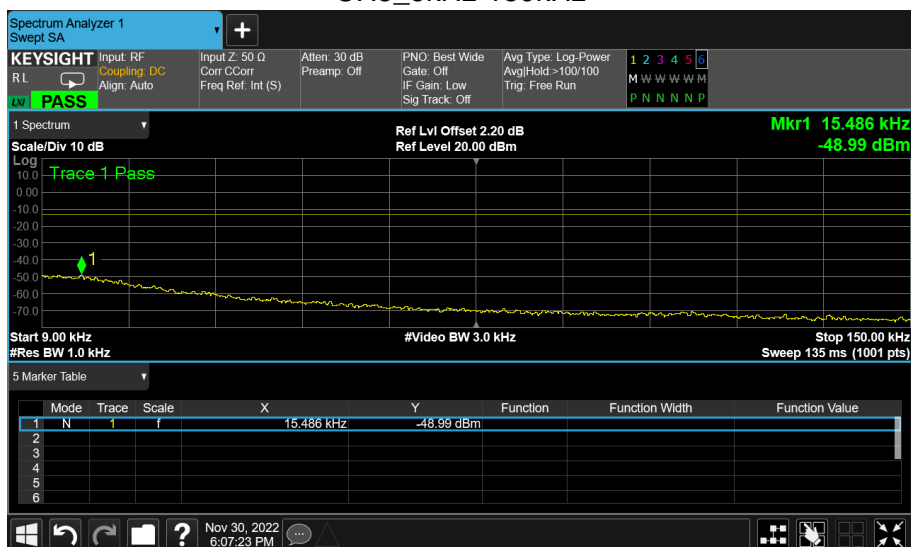 Spectrum Analyzer 1
Swept SA
KEYSIGHT
RL
LXI PASS
Input: RF
Coupling: DC
Align: Auto
Input Z: 50 Ω
Corr CCorr
Freq Ref: Int (S)
Atten: 30 dB
Preamp: Off
PNO: Best Wide
Gate: Off
IF Gain: Low
Sig Track: Off
Avg Type: Log-Power
Avg|Hold:>100/100
Trig: Free Run
1 2 3 4 5 6
M W W W W M
P N N N N P
1 Spectrum
Scale/Div 10 dB
Ref Lvl Offset 2.20 dB
Ref Level 20.00 dBm
Mkr1 15.486 kHz
-48.99 dBm
Log
Trace 1 Pass
10.0
0.00
-10.0
-20.0
-30.0
-40.0
-50.0
-60.0
-70.0
1
Start 9.00 kHz
#Res BW 1.0 kHz
#Video BW 3.0 kHz
Stop 150.00 kHz
Sweep 135 ms (1001 pts)
5 Marker Table
Mode Trace Scale X Y Function Function Width Function Value
1 N 1 f 15.486 kHz -48.99 dBm
2
3
4
5
6
Nov 30, 2022
6:07:23 PM